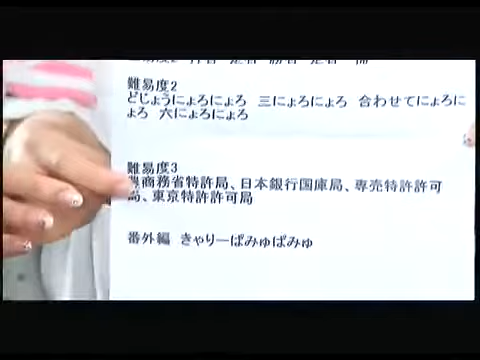 難易度2
どじょうにょろにょろ 三にょろにょろ 合わせてにょろに
ょろ 六にょろにょろ
難易度3
商務省特許局、日本銀行国庫局、専売特許許可
局、東京特許許可局
番外編 きゃりーぱみゅぱみゅ